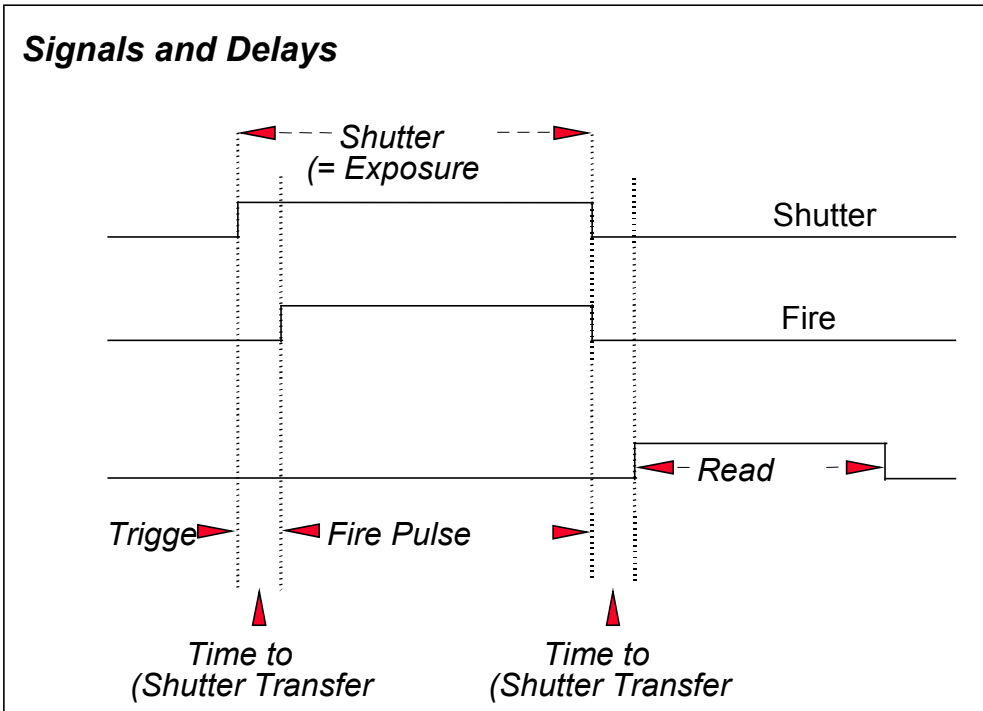 Signals and Delays
Shutter
(= Exposure
Shutter
Fire
Read
Trigge
Fire Pulse
Time to
(Shutter Transfer
Time to
(Shutter Transfer